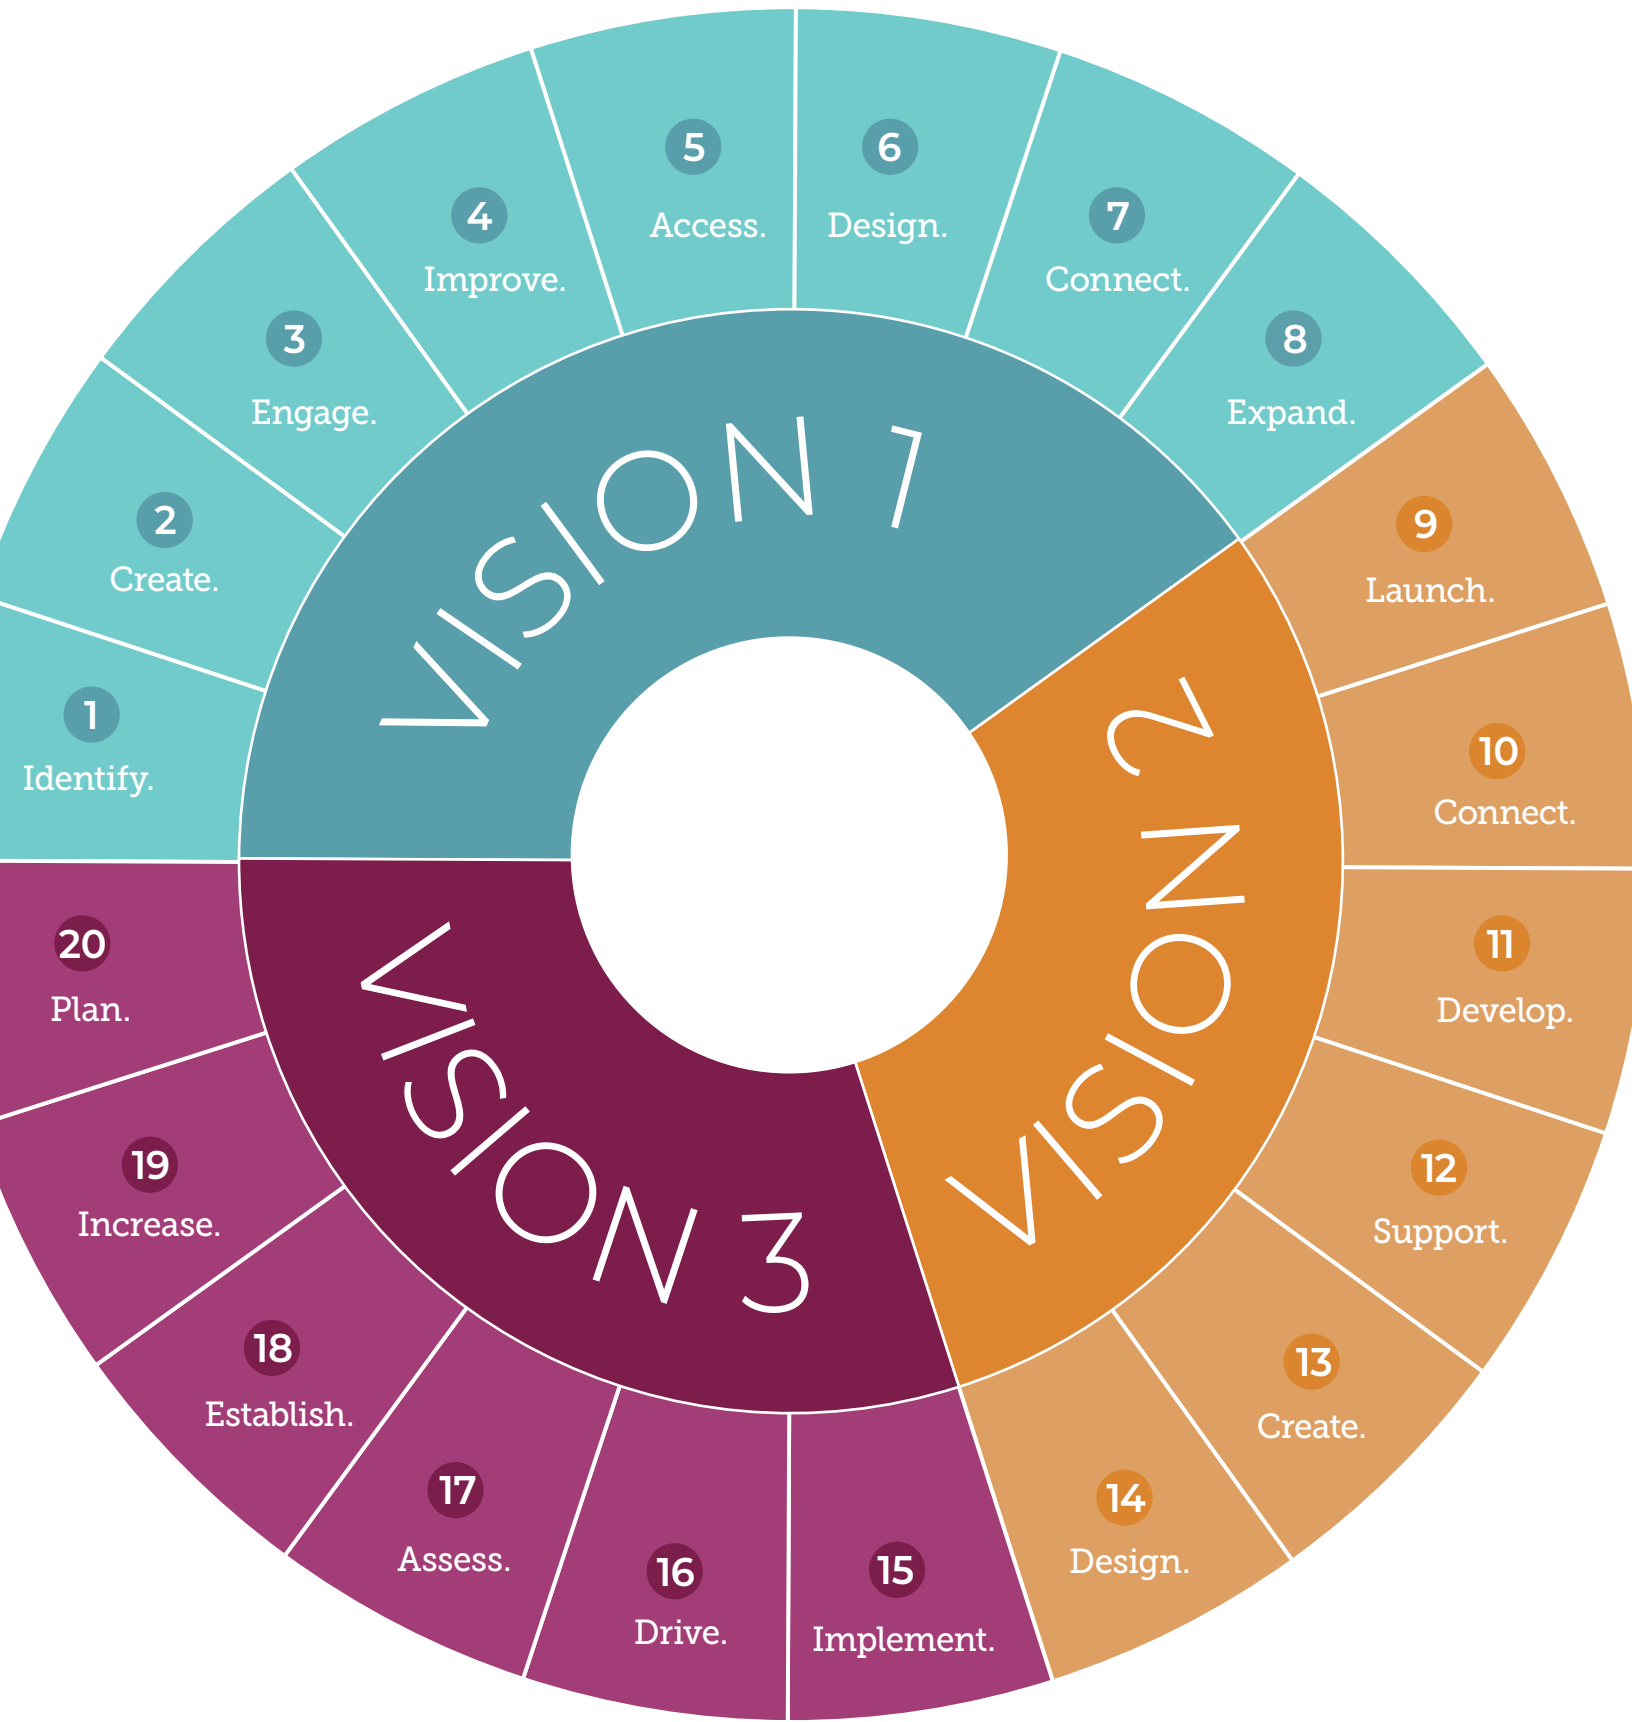 VISION 1
1
Identify.
2
Create.
3
Engage.
4
Improve.
5
Access.
6
Design.
7
Connect.
8
Expand.
VISION 2
9
Launch.
10
Connect.
11
Develop.
12
Support.
13
Create.
14
Design.
VISION 3
15
Implement.
16
Drive.
17
Assess.
18
Establish.
19
Increase.
20
Plan.